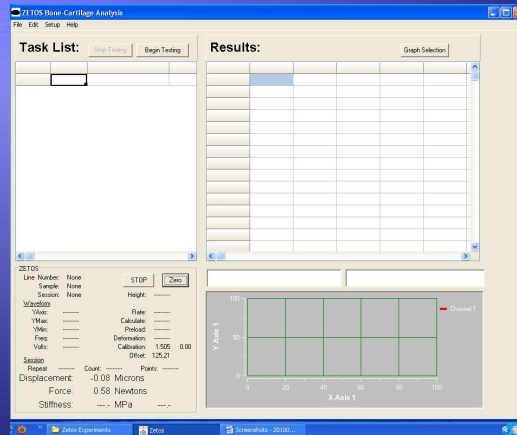 ZETOS Bone-Cartilage Analysis
File Edit Setup Help
Task List:
Stop Testing
Begin Testing
Results:
Graph Selection
ZETOS
Line Number: None
Sample: None
Session: None
STOP
Zero
Height: --------
Waveform
YAxis: --------
YMax: --------
YMin: --------
Freq: --------
Volts: --------
Rate: --------
Calculate: --------
Preload: --------
Deformation: --------
Calibration: 1.505 0.00
Offset: 125.21
Session
Repeat -------- Count: -------- Points: --------
Displacement: -0.08 Microns
Force: 0.58 Newtons
Stiffness: ---.- MPa ---.-
Channel 1
Y Axis 1
100
50
0
0 20 40 60 80 100
X Axis 1
Zetos Experiments
Zetos
Screenshots - 20100...